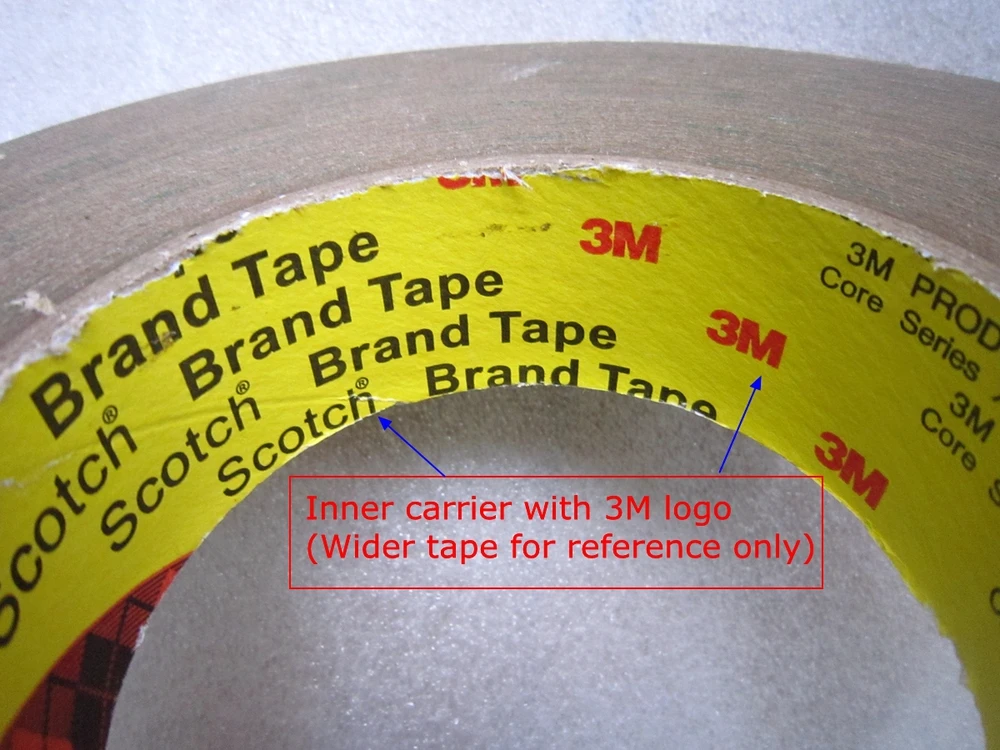 3M
Brand Tape
3M
Brand Tape
3M PROD
Core Series
Scotch® Brand Tape
3M
Scotch® Brand Tape
3M
Core
Scotch®
3M
Inner carrier with 3M logo
(Wider tape for reference only)